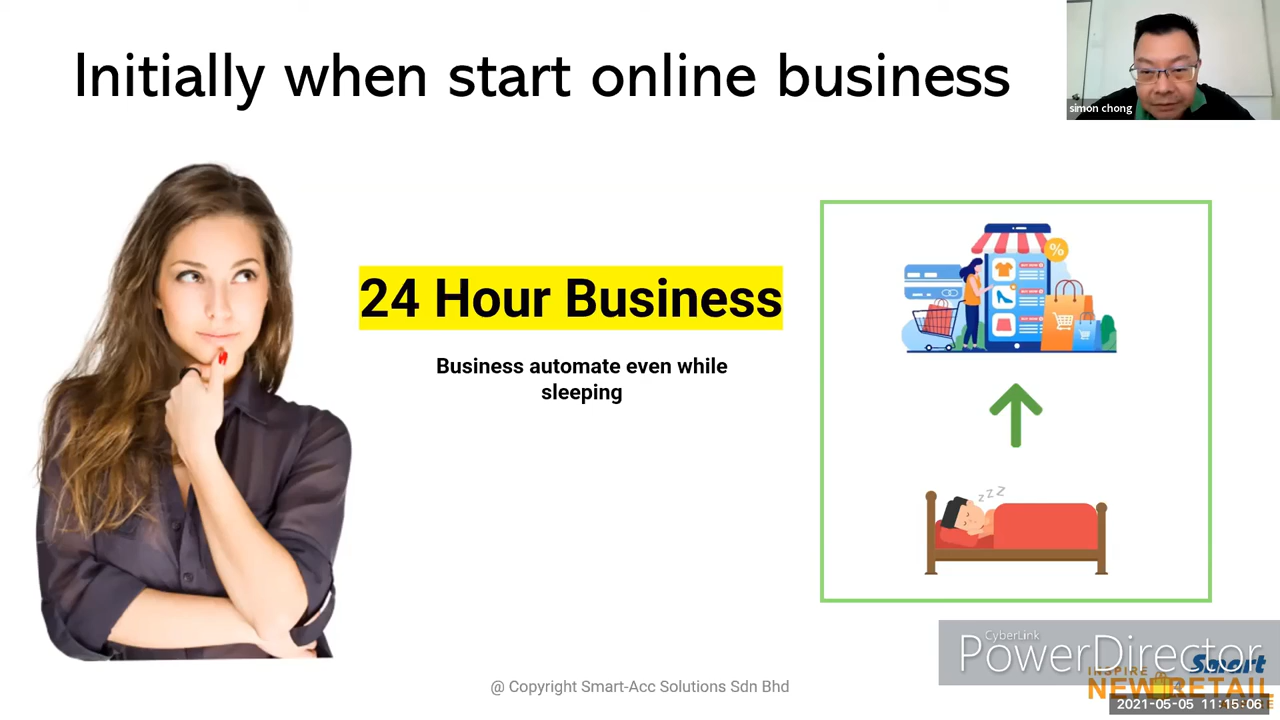 Initially when start online business
simon chong
24 Hour Business
Business automate even while
sleeping
%
z z z
CyberLink
PowerDirector
Smart
INSPIRE
NEW RETAIL
@ Copyright Smart-Acc Solutions Sdn Bhd
2021-05-05 11:15:06